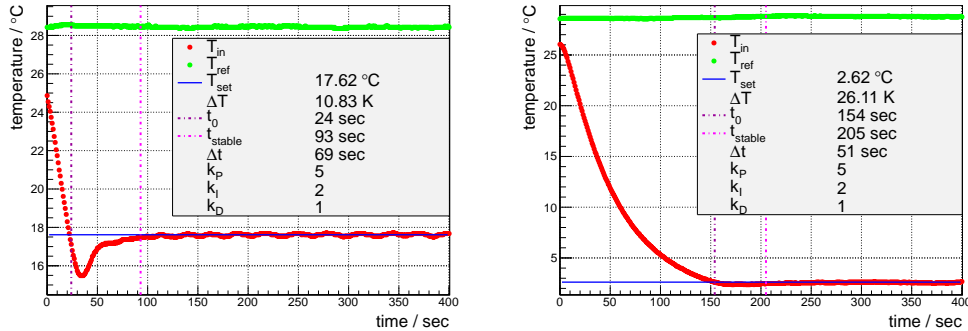 temperature / °C
28
26
24
22
20
18
16
T_in
T_ref
T_set 17.62 °C
ΔT 10.83 K
t_0 24 sec
t_stable 93 sec
Δt 69 sec
k_P 5
k_I 2
k_D 1
0 50 100 150 200 250 300 350 400
time / sec
temperature / °C
25
20
15
10
5
T_in
T_ref
T_set 2.62 °C
ΔT 26.11 K
t_0 154 sec
t_stable 205 sec
Δt 51 sec
k_P 5
k_I 2
k_D 1
0 50 100 150 200 250 300 350 400
time / sec